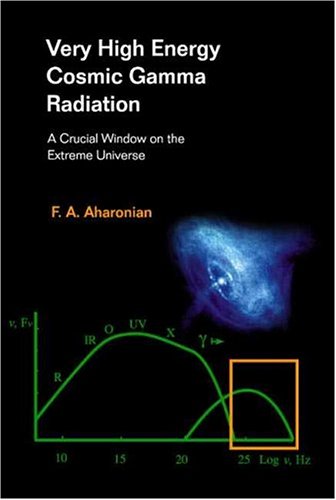 Very High Energy
Cosmic Gamma
Radiation
A Crucial Window on the
Extreme Universe
F. A. Aharonian
ν, Fν
R
IR
O
UV
X
γ
10
15
20
25
Log ν, Hz